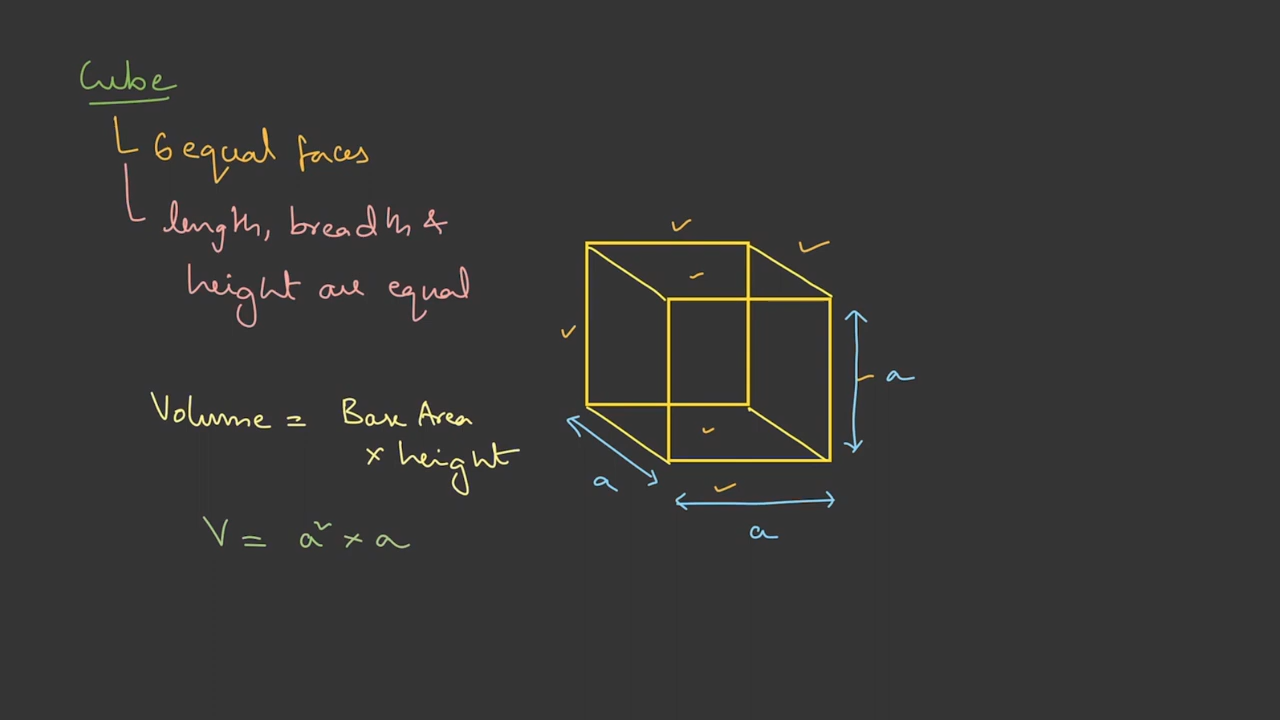 Cube
6 equal faces
length, breadth &
height are equal
Volume = Base Area
× height
V = a² × a
a
a
a